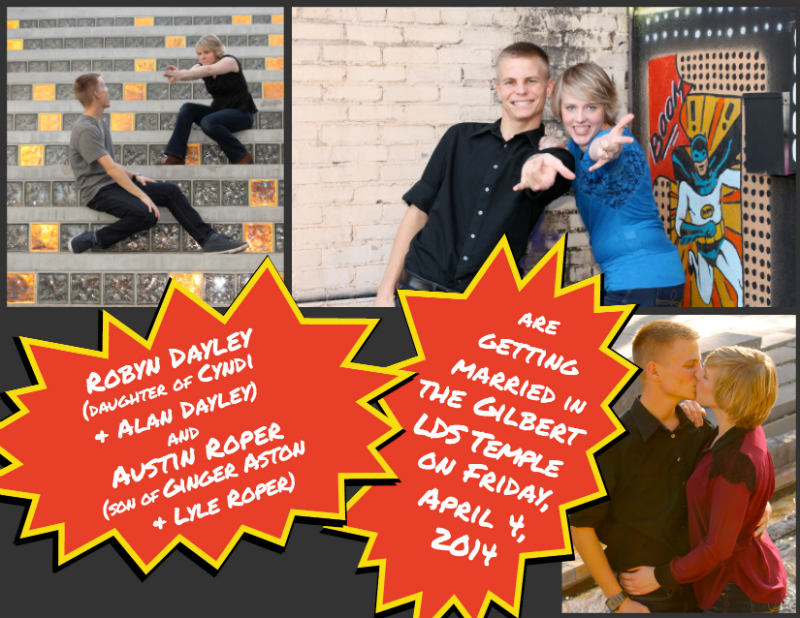 BOOM
Robyn Dayley
(daughter of Cyndi
& Alan Dayley)
and
Austin Roper
(son of Ginger Aston
& Lyle Roper)
are
getting
married in
the Gilbert
LDS Temple
on Friday,
April 4,
2014